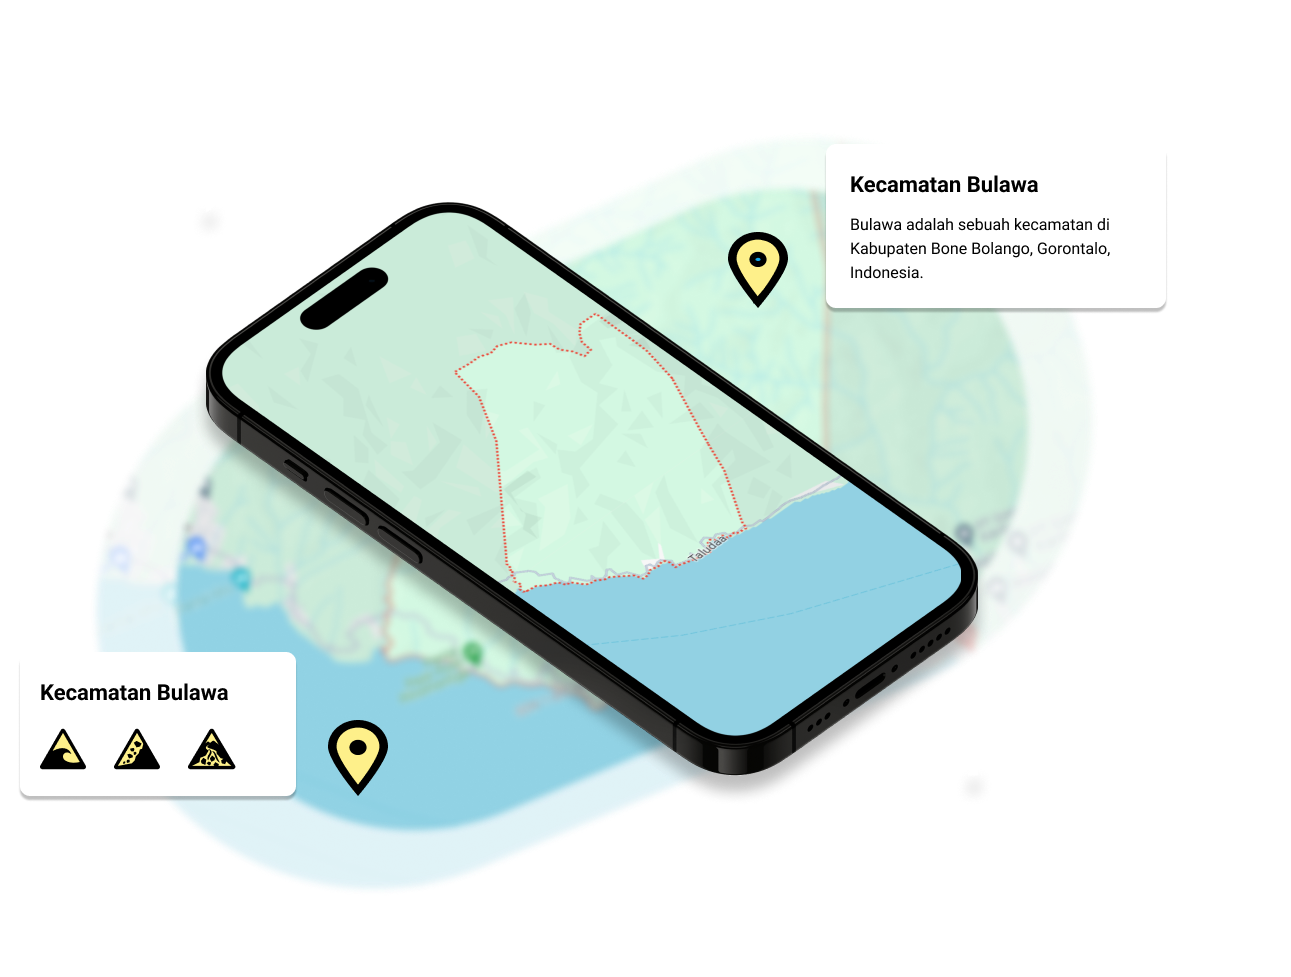 Kecamatan Bulawa
Bulawa adalah sebuah kecamatan di
Kabupaten Bone Bolango, Gorontalo,
Indonesia.
Taludaa
Kecamatan Bulawa